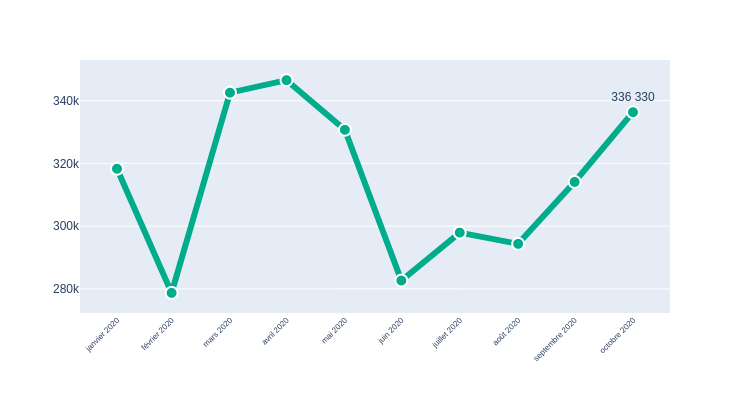 336 330
340k
320k
300k
280k
janvier 2020
février 2020
mars 2020
avril 2020
mai 2020
juin 2020
juillet 2020
août 2020
septembre 2020
octobre 2020